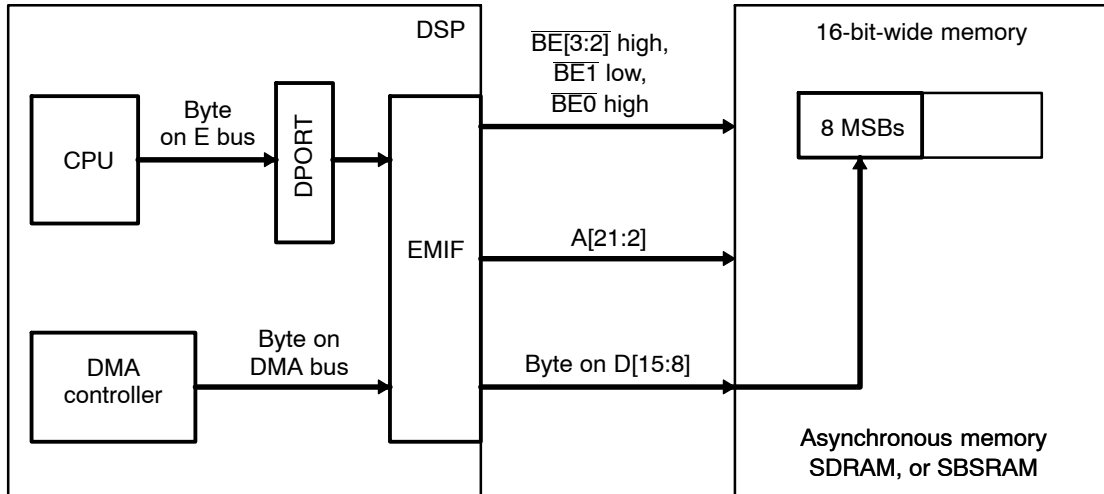 DSP
CPU
Byte
on E bus
DPORT
EMIF
DMA
controller
Byte on
DMA bus
BE[3:2] high,
BE1 low,
BE0 high
A[21:2]
Byte on D[15:8]
16-bit-wide memory
8 MSBs
Asynchronous memory
SDRAM, or SBSRAM